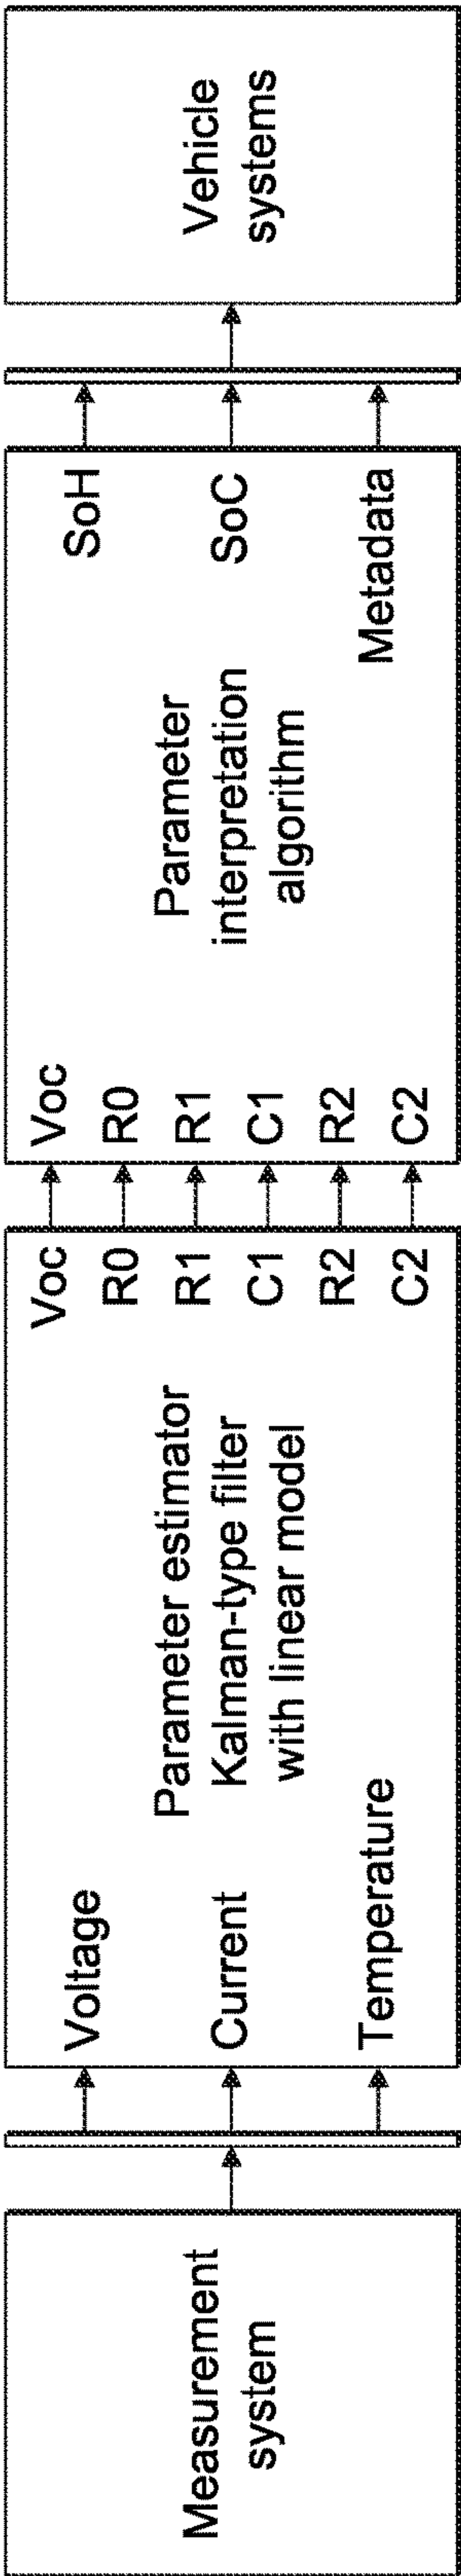 Measurement
system
Voltage
Current
Temperature
Parameter estimator
Kalman-type filter
with linear model
Voc
R0
R1
C1
R2
C2
Voc
R0
R1
C1
R2
C2
Parameter
interpretation
algorithm
SoH
SoC
Metadata
Vehicle
systems